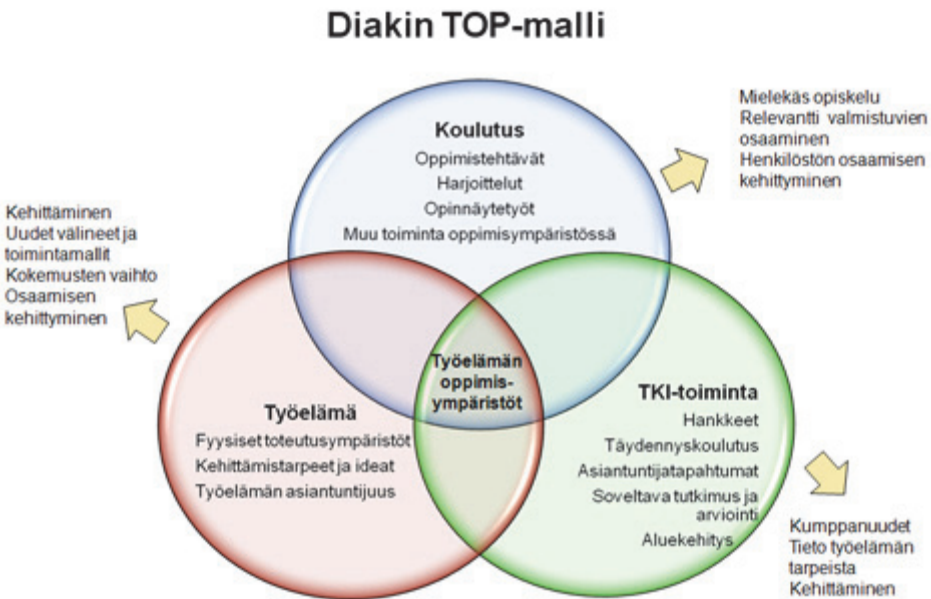 Diakin TOP-malli
Koulutus
Oppimistehtävät
Harjoittelut
Opinnäytetyöt
Muu toiminta oppimisympäristössä
Mielekäs opiskelu
Relevantti valmistuvien
osaaminen
Henkilöstön osaamisen
kehittyminen
Kehittäminen
Uudet välineet ja
toimintamallit
Kokemusten vaihto
Osaamisen
kehittyminen
Työelämän
oppimis-
ympäristöt
Työelämä
Fyysiset toteutusympäristöt
Kehittämistarpeet ja ideat
Työelämän asiantuntijuus
TKI-toiminta
Hankkeet
Täydennyskoulutus
Asiantuntijatapahtumat
Soveltava tutkimus ja
arviointi
Aluekehitys
Kumppanuudet
Tieto työelämän
tarpeista
Kehittäminen